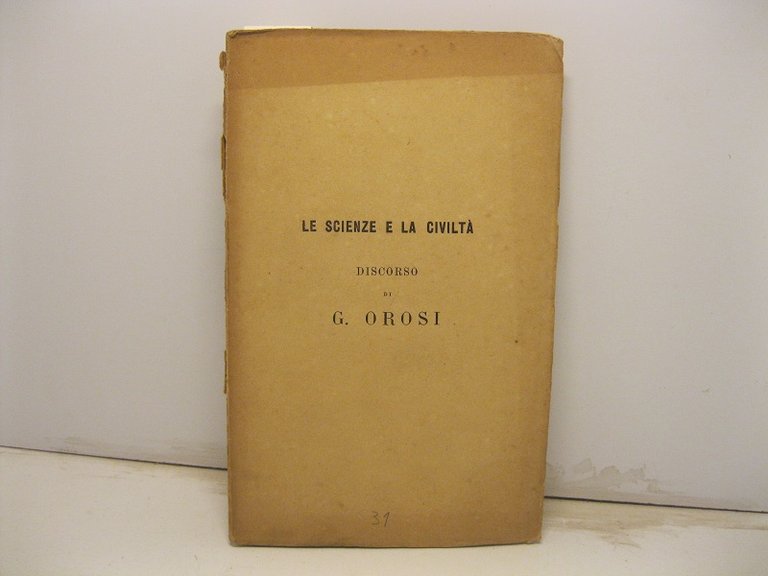 LE SCIENZE E LA CIVILTÀ
DISCORSO
DI
G. OROSI
31